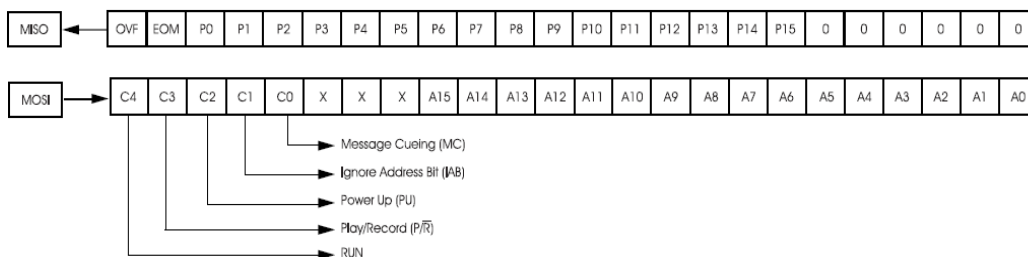 MISO OVF EOM P0 P1 P2 P3 P4 P5 P6 P7 P8 P9 P10 P11 P12 P13 P14 P15 0 0 0 0 0 0
MOSI C4 C3 C2 C1 C0 X X X A15 A14 A13 A12 A11 A10 A9 A8 A7 A6 A5 A4 A3 A2 A1 A0
Message Cueing (MC)
Ignore Address Bit (IAB)
Power Up (PU)
Play/Record (P/R̅)
RUN